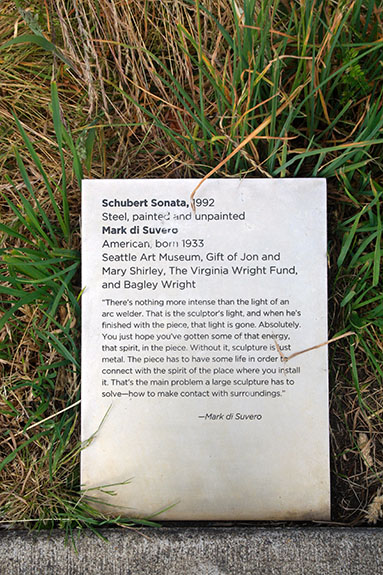 Schubert Sonata, 1992
Steel, painted and unpainted
Mark di Suvero
American, born 1933
Seattle Art Museum, Gift of Jon and
Mary Shirley, The Virginia Wright Fund,
and Bagley Wright
“There’s nothing more intense than the light of an
arc welder. That is the sculptor’s light, and when he’s
finished with the piece, that light is gone. Absolutely.
You just hope you’ve gotten some of that energy,
that spirit, in the piece. Without it, sculpture is just
metal. The piece has to have some life in order to
connect with the spirit of the place where you install
it. That’s the main problem a large sculpture has to
solve—how to make contact with surroundings.”
—Mark di Suvero